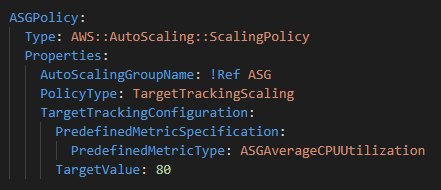 ASGPolicy:
  Type: AWS::AutoScaling::ScalingPolicy
  Properties:
    AutoScalingGroupName: !Ref ASG
    PolicyType: TargetTrackingScaling
    TargetTrackingConfiguration:
      PredefinedMetricSpecification:
        PredefinedMetricType: ASGAverageCPUUtilization
      TargetValue: 80